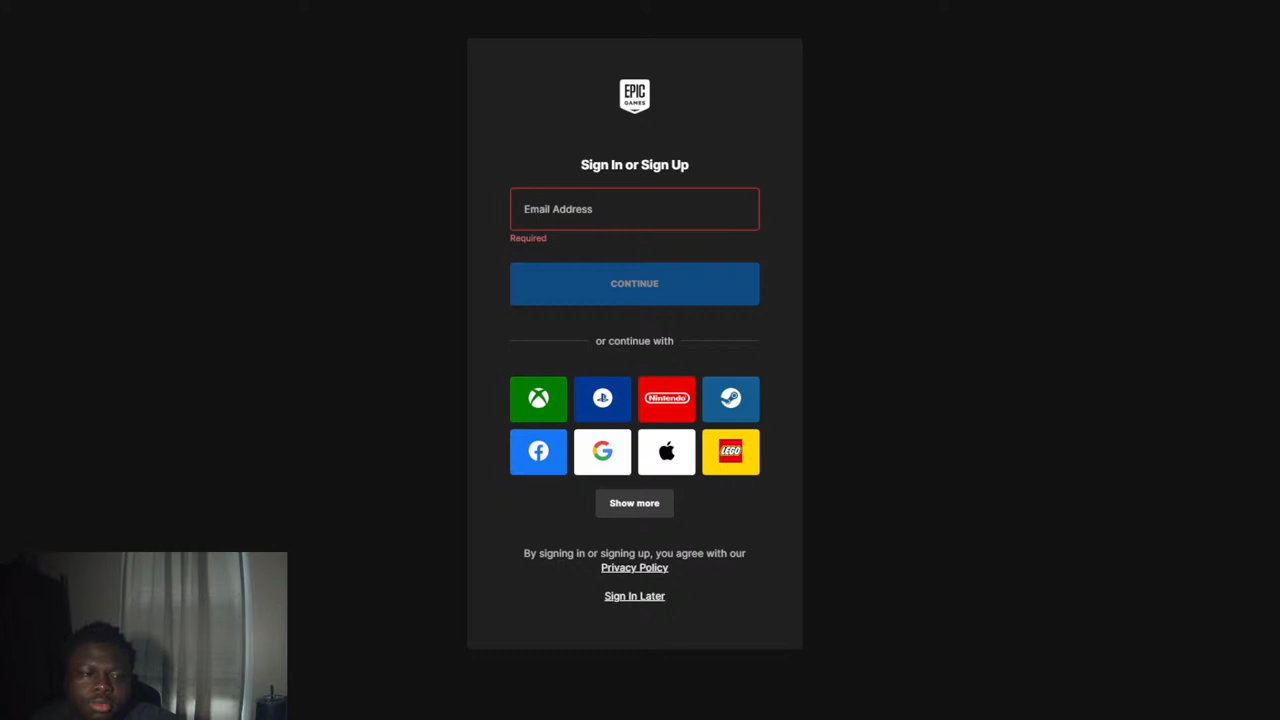 EPIC
GAMES
Sign In or Sign Up
Email Address
Required
CONTINUE
or continue with
Nintendo
LEGO
Show more
By signing in or signing up, you agree with our
Privacy Policy
Sign In Later